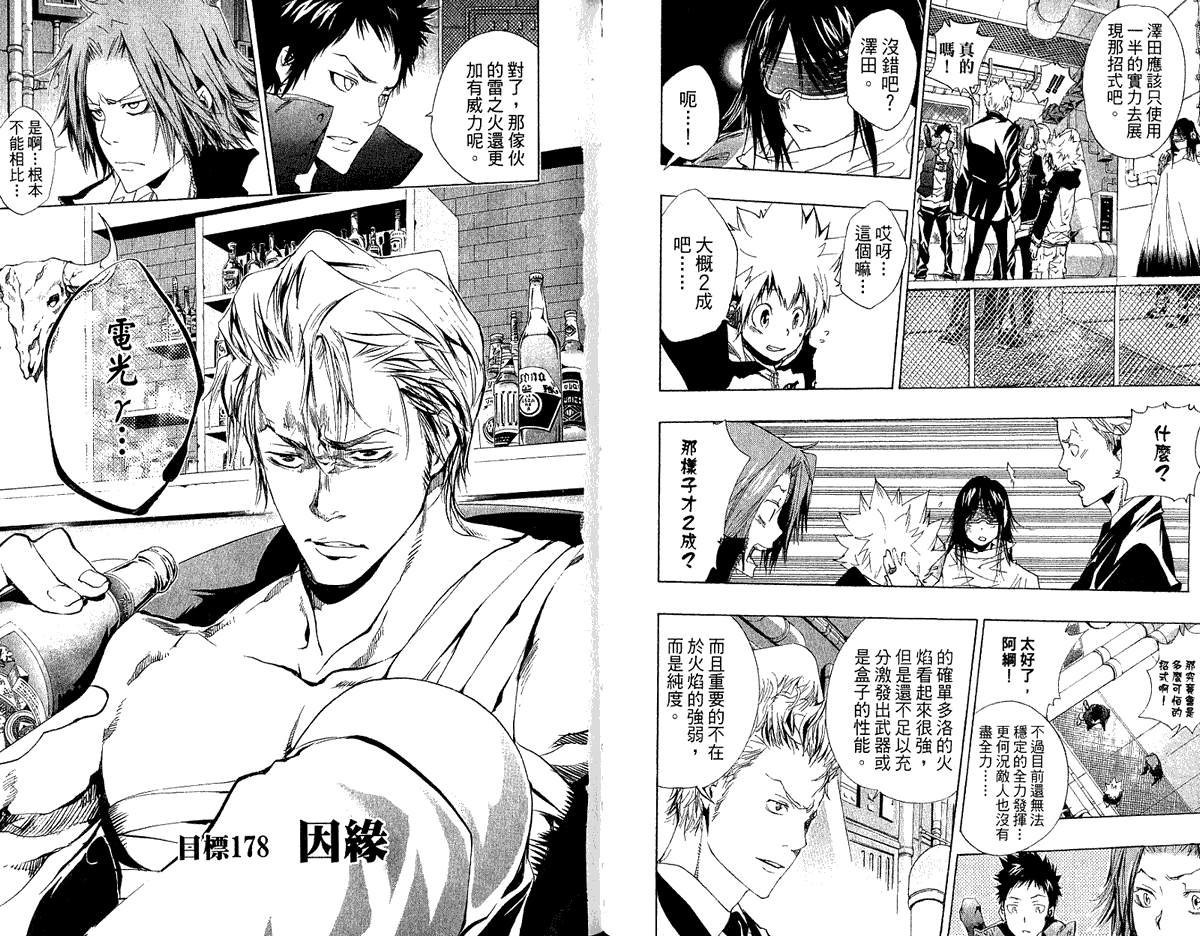 澤田應該只使用
一半的實力去展
現那招式吧。
真的
嗎！
!!
沒錯吧？
澤田。
呃…！
哎呀…
這個嘛…
大概２成
吧……
什麼？
那樣子才２成？
那究竟會是
多麼可怕的
招式啊！
太好了，
阿綱！
不過目前還無法
穩定的全力發揮…
更何況敵人也沒有
盡全力……
的確單多洛的火
焰看起來很強，
但是還不足以充
分激發出武器或
是盒子的性能。
而且重要的不在
於火焰的強弱，
而是純度。
對了，那傢伙
的雷之火還更
加有威力呢。
是啊…根本
不能相比…
電光γ…
目標178 因緣